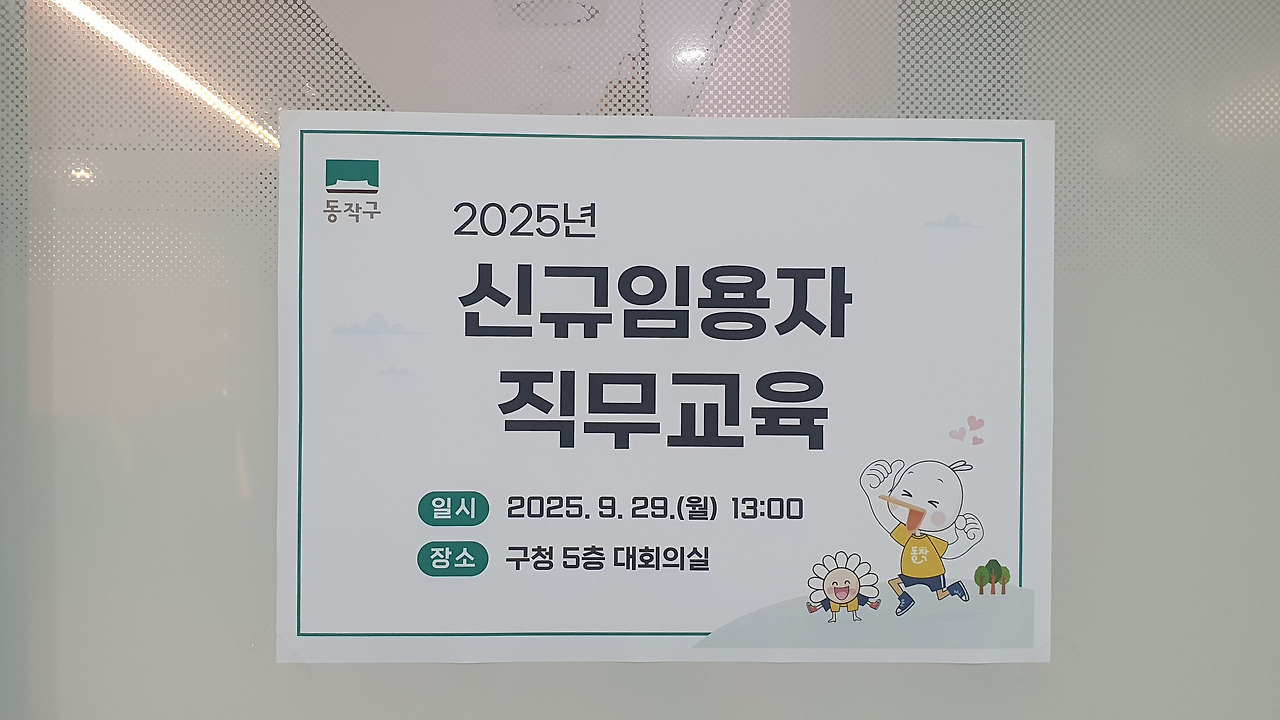 동작구
2025년
신규임용자
직무교육
일시 2025. 9. 29.(월) 13:00
장소 구청 5층 대회의실
동작